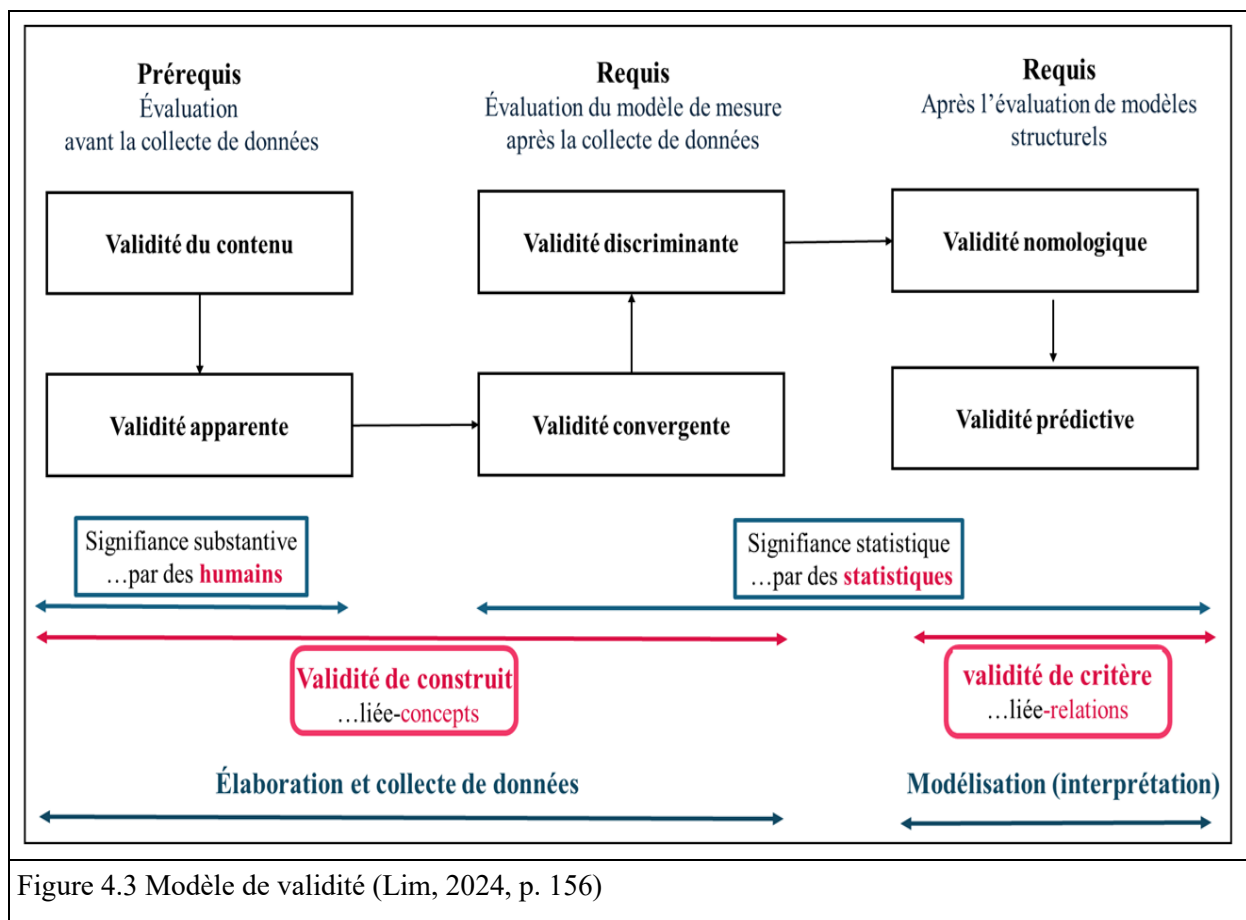 Prérequis
Évaluation
avant la collecte de données
Requis
Évaluation du modèle de mesure
après la collecte de données
Requis
Après l'évaluation de modèles
structurels
Validité du contenu
Validité discriminante
Validité nomologique
Validité apparente
Validité convergente
Validité prédictive
Signifiance substantive
…par des humains
Signifiance statistique
…par des statistiques
Validité de construit
…liée-concepts
validité de critère
…liée-relations
Élaboration et collecte de données
Modélisation (interprétation)
Figure 4.3 Modèle de validité (Lim, 2024, p. 156)